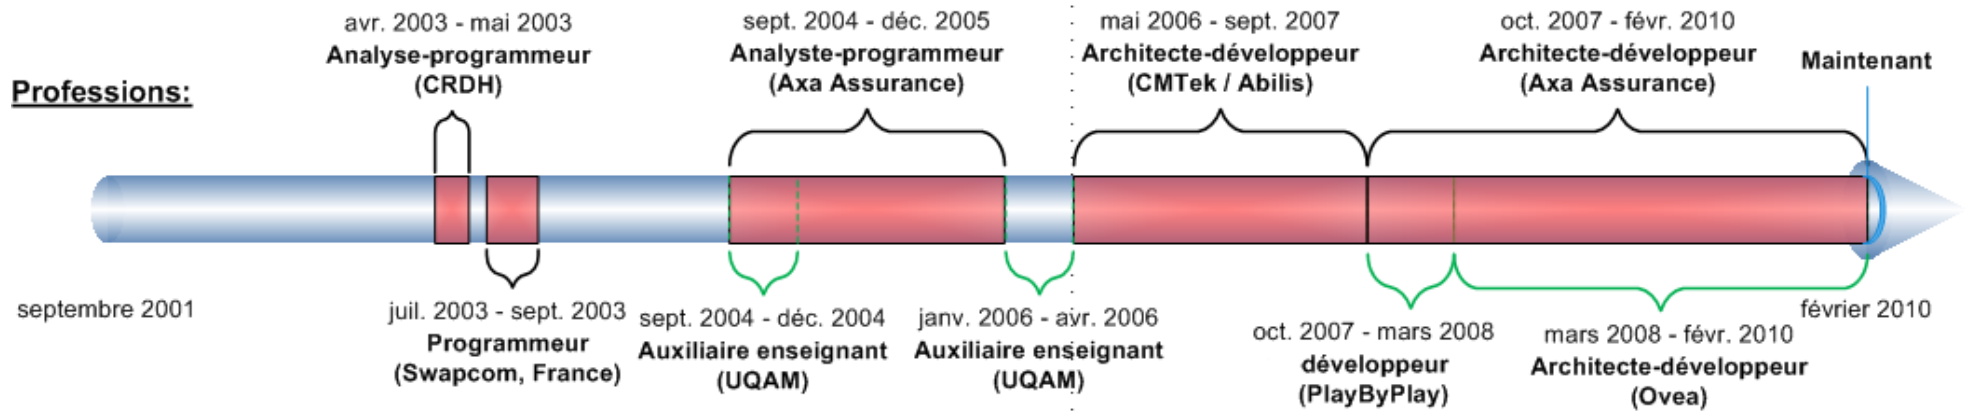 Professions:
avr. 2003 - mai 2003
Analyse-programmeur
(CRDH)
sept. 2004 - déc. 2005
Analyste-programmeur
(Axa Assurance)
mai 2006 - sept. 2007
Architecte-développeur
(CMTek / Abilis)
oct. 2007 - févr. 2010
Architecte-développeur
(Axa Assurance)
Maintenant
septembre 2001
juil. 2003 - sept. 2003
Programmeur
(Swapcom, France)
sept. 2004 - déc. 2004
Auxiliaire enseignant
(UQAM)
janv. 2006 - avr. 2006
Auxiliaire enseignant
(UQAM)
oct. 2007 - mars 2008
développeur
(PlayByPlay)
mars 2008 - févr. 2010
Architecte-développeur
(Ovea)
février 2010